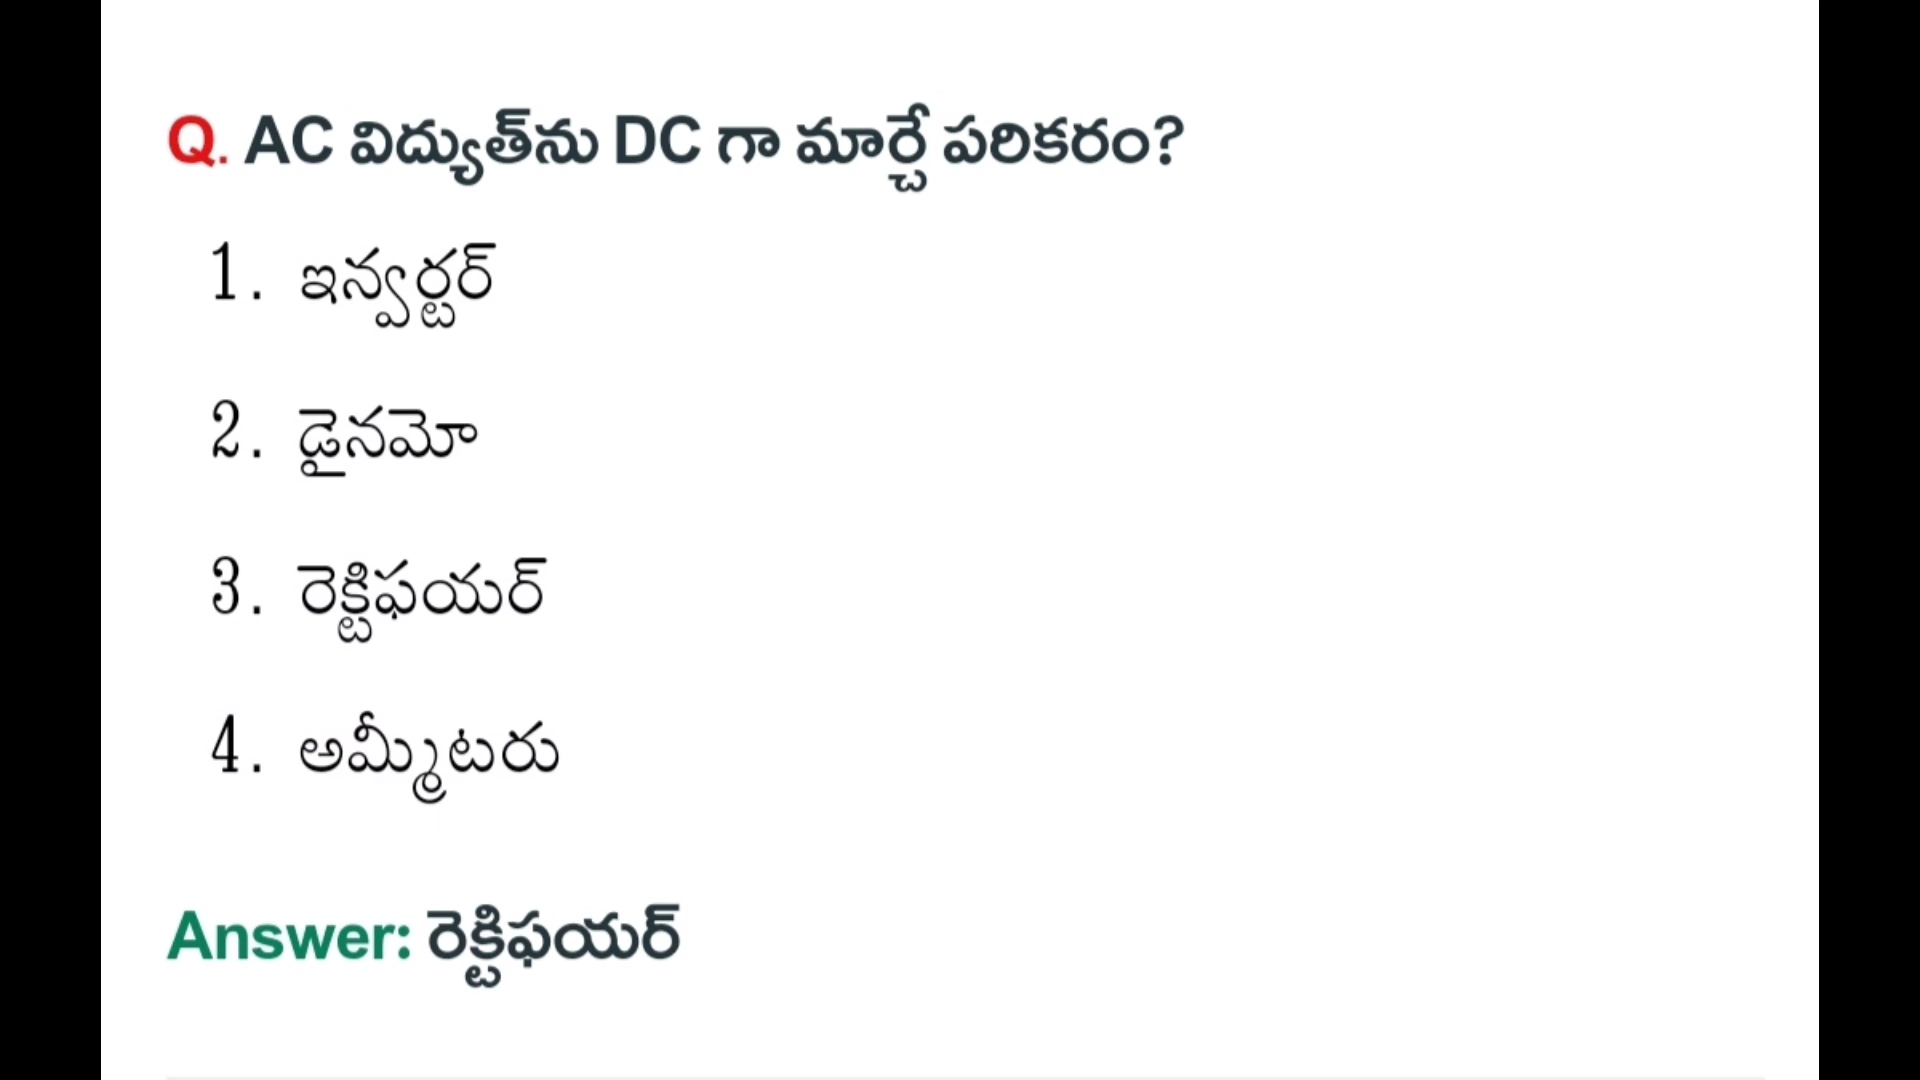 Q. AC విద్యుత్‌ను DC గా మార్చే పరికరం?
1. ఇన్వర్టర్
2. డైనమో
3. రెక్టిఫయర్
4. అమ్మీటరు
Answer: రెక్టిఫయర్